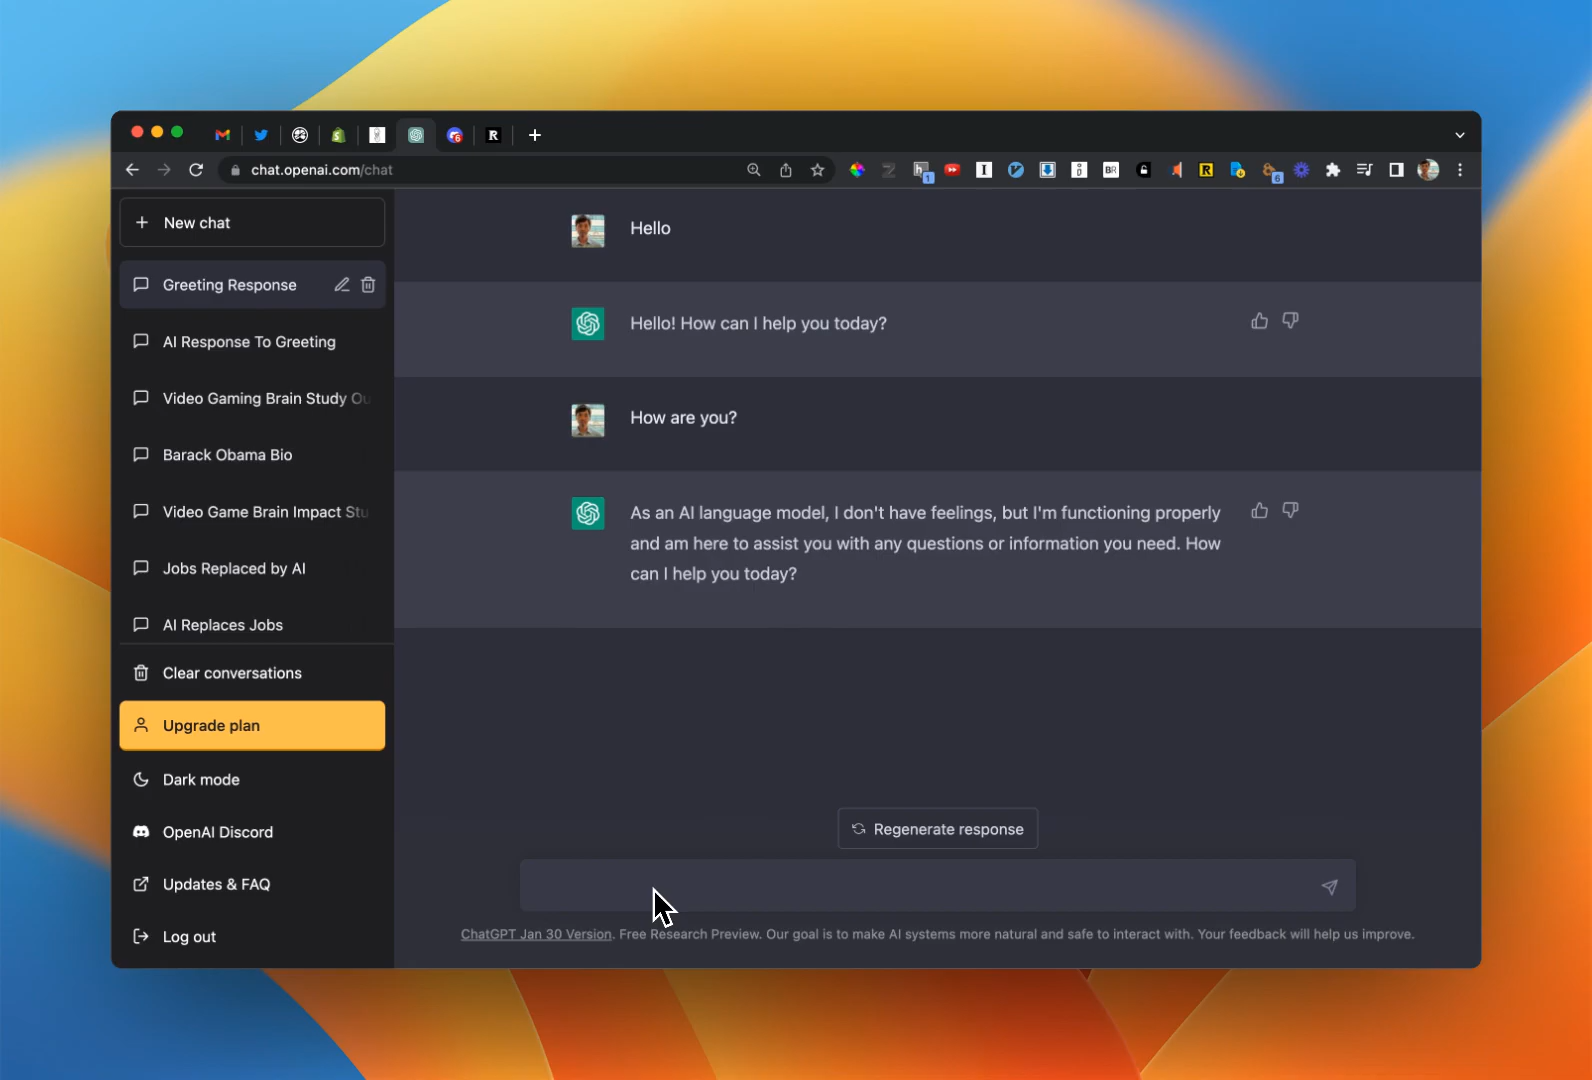 chat.openai.com/chat
1
BR
R
6
New chat
Greeting Response
AI Response To Greeting
Video Gaming Brain Study
Barack Obama Bio
Video Game Brain Impact
Jobs Replaced by AI
AI Replaces Jobs
Clear conversations
Upgrade plan
Dark mode
OpenAI Discord
Updates & FAQ
Log out
Hello
Hello! How can I help you today?
How are you?
As an AI language model, I don't have feelings, but I'm functioning properly
and am here to assist you with any questions or information you need. How
can I help you today?
Regenerate response
ChatGPT Jan 30 Version. Free Research Preview. Our goal is to make AI systems more natural and safe to interact with. Your feedback will help us improve.